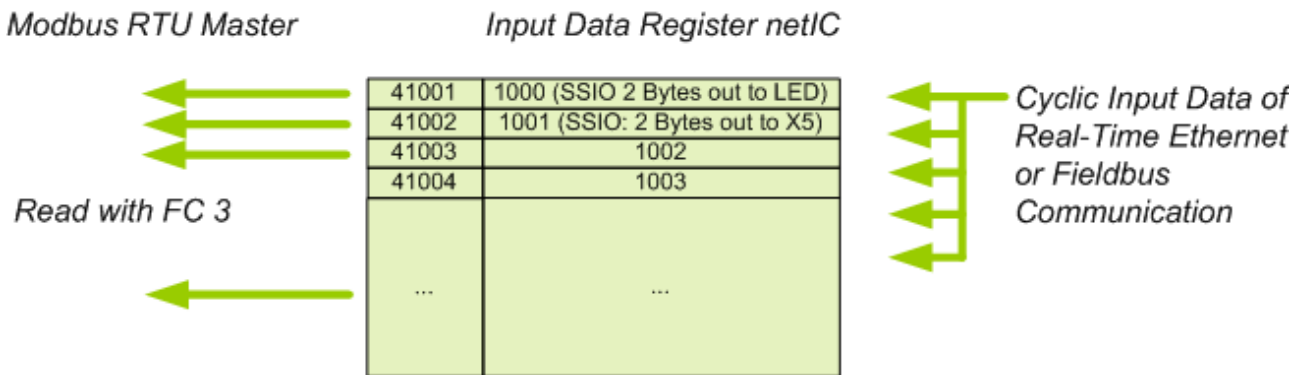 Modbus RTU Master
Input Data Register netIC
41001 1000 (SSIO 2 Bytes out to LED)
41002 1001 (SSIO: 2 Bytes out to X5)
41003 1002
41004 1003
... ...
Read with FC 3
Cyclic Input Data of
Real-Time Ethernet
or Fieldbus
Communication